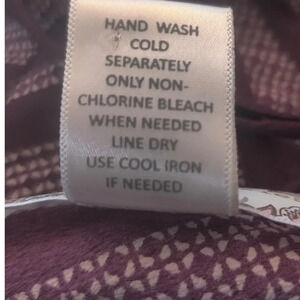 HAND WASH
COLD
SEPARATELY
ONLY NON-
CHLORINE BLEACH
WHEN NEEDED
LINE DRY
USE COOL IRON
IF NEEDED